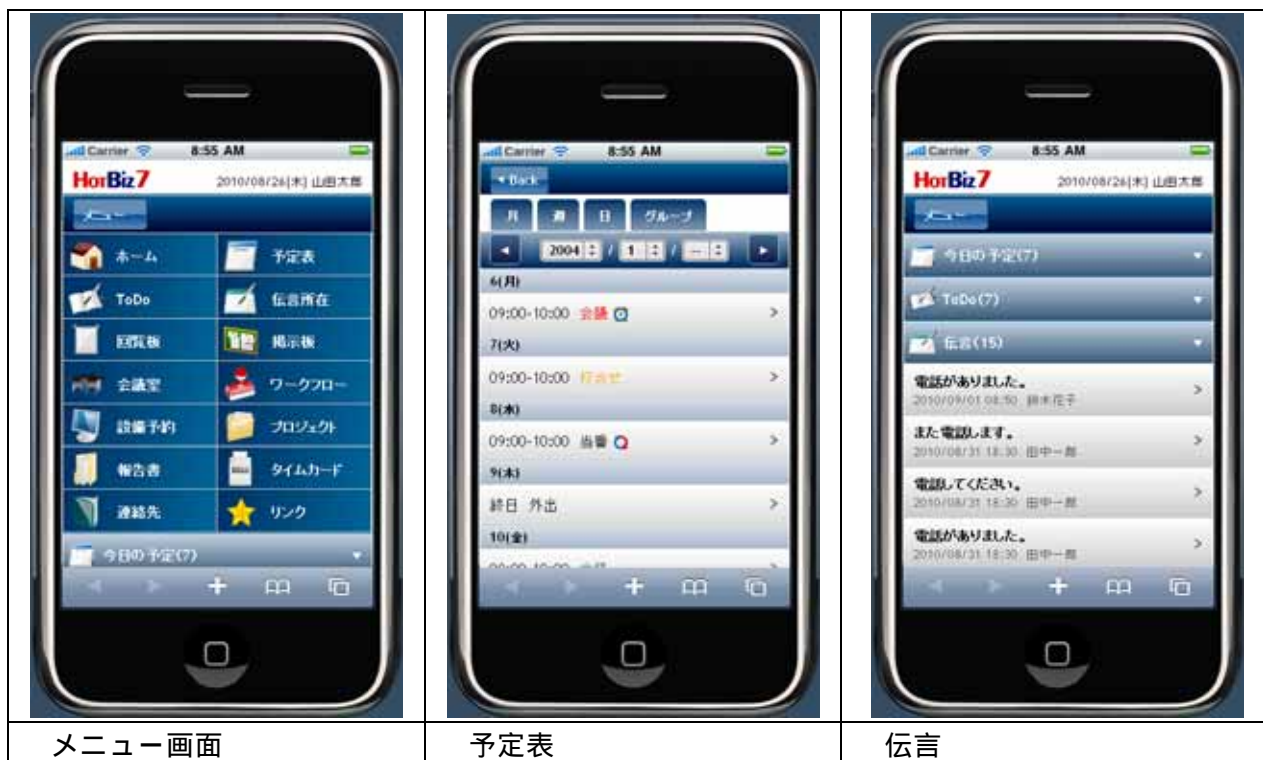 Carrier 8:55 AM
HotBiz7 2010/08/26[木] 山田太郎
メニュー
ホーム 予定表
ToDo 伝言所在
回覧板 掲示板
会議室 ワークフロー
設備予約 プロジェクト
報告書 タイムカード
連絡先 リンク
今日の予定(7)
メニュー画面
Carrier 8:55 AM
Back
月 週 日 グループ
2004 / 1 / --
6(月)
09:00-10:00 会議
7(火)
09:00-10:00 打合せ
8(水)
09:00-10:00 当番
9(木)
終日 外出
10(金)
予定表
Carrier 8:55 AM
HotBiz7 2010/08/26[木] 山田太郎
メニュー
今日の予定(7)
ToDo(7)
伝言(15)
電話がありました。
2010/09/01 08:50 鈴木花子
また電話します。
2010/08/31 18:30 田中一郎
電話してください。
2010/08/31 18:30 田中一郎
電話がありました。
2010/08/31 18:30 田中一郎
伝言